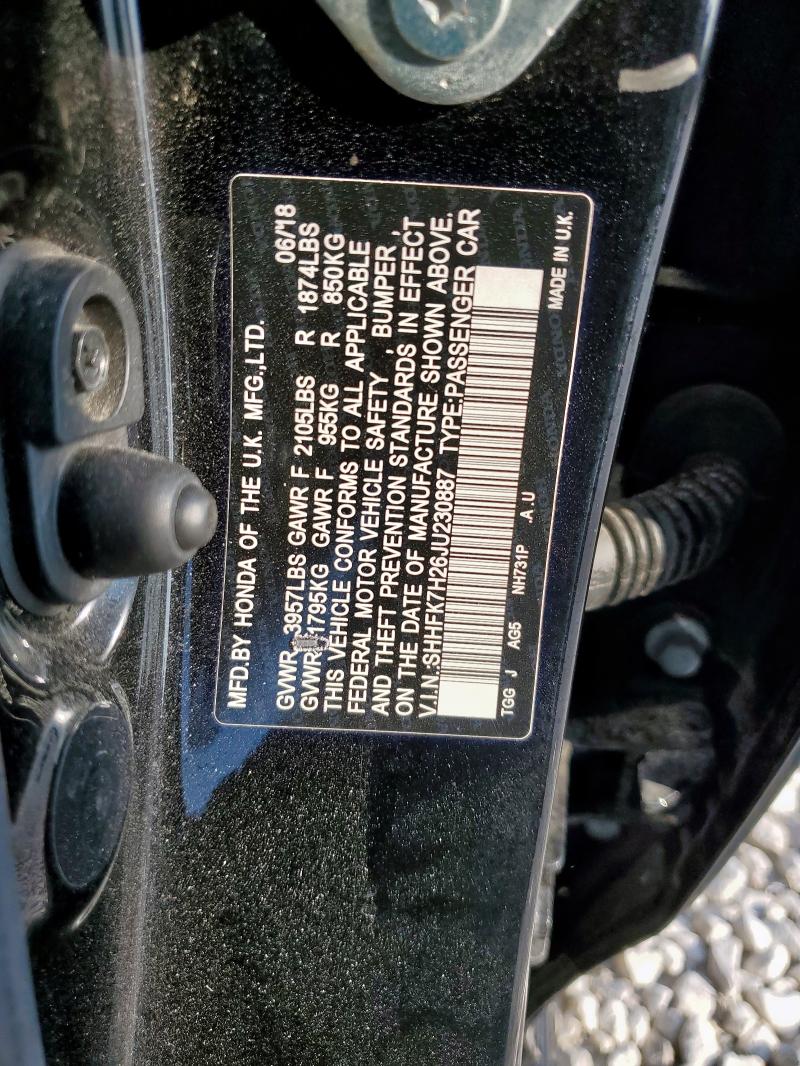 MFD.BY HONDA OF THE U.K. MFG.,LTD.
06/18
GVWR 3957LBS GAWR F 2105LBS R 1874LBS
GVWR 1795KG GAWR F 955KG R 850KG
THIS VEHICLE CONFORMS TO ALL APPLICABLE
FEDERAL MOTOR VEHICLE SAFETY , BUMPER ,
AND THEFT PREVENTION STANDARDS IN EFFECT
ON THE DATE OF MANUFACTURE SHOWN ABOVE.
V.I.N.:SHHFK7H26JU230887 TYPE:PASSENGER CAR
TGG J AG5 NH731P .A.U MADE IN U.K.